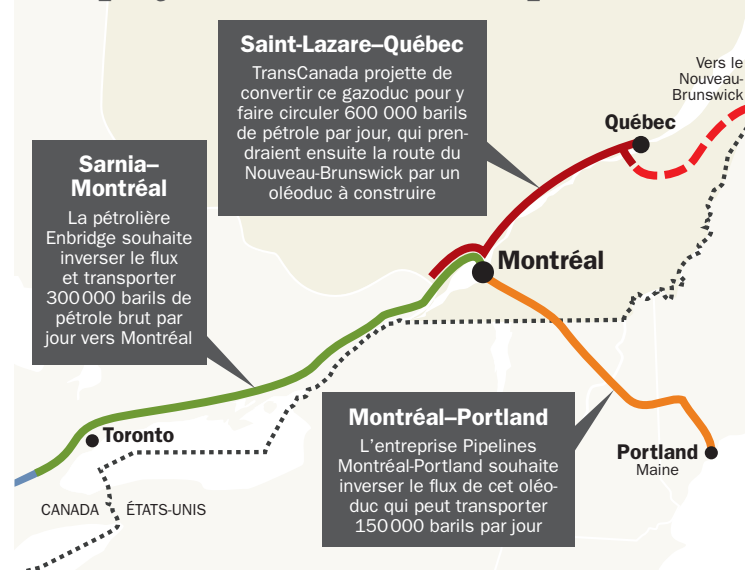 Saint-Lazare–Québec
TransCanada projette de
convertir ce gazoduc pour y
faire circuler 600 000 barils
de pétrole par jour, qui pren-
draient ensuite la route du
Nouveau-Brunswick par un
oléoduc à construire
Vers le
Nouveau-
Brunswick
Québec
Sarnia–
Montréal
La pétrolière
Enbridge souhaite
inverser le flux
et transporter
300 000 barils de
pétrole brut par
jour vers Montréal
Montréal
Montréal–Portland
L'entreprise Pipelines
Montréal-Portland souhaite
inverser le flux de cet oléo-
duc qui peut transporter
150 000 barils par jour
Toronto
Portland
Maine
CANADA
ÉTATS-UNIS